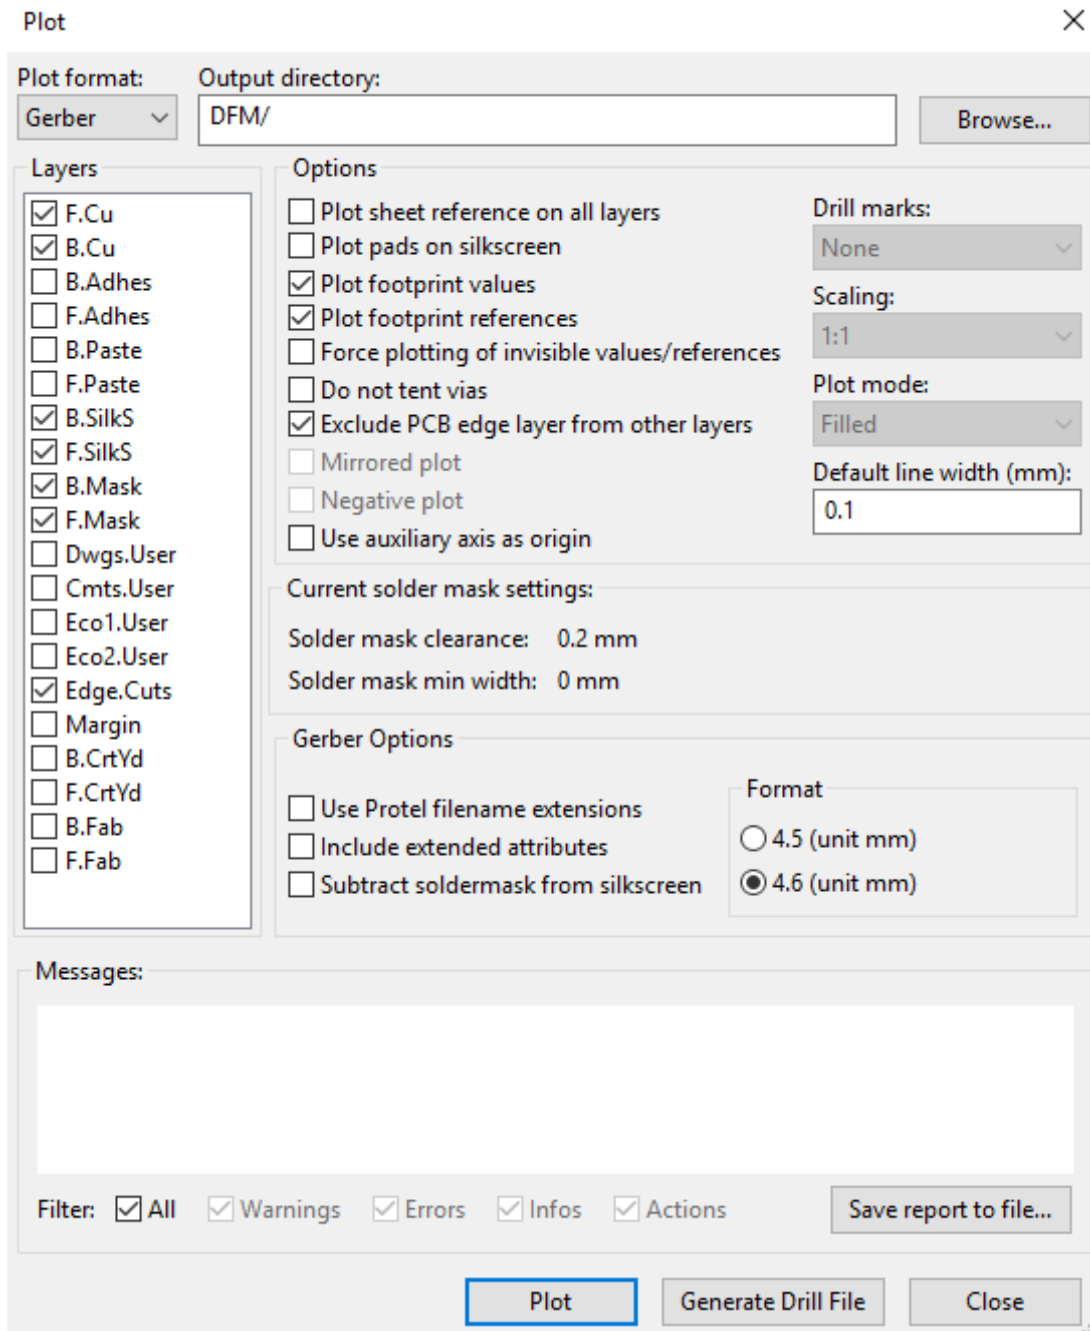 Plot
Plot format:
Output directory:
Gerber
DFM/
Browse...
Layers
F.Cu
B.Cu
B.Adhes
F.Adhes
B.Paste
F.Paste
B.SilkS
F.SilkS
B.Mask
F.Mask
Dwgs.User
Cmts.User
Eco1.User
Eco2.User
Edge.Cuts
Margin
B.CrtYd
F.CrtYd
B.Fab
F.Fab
Options
Plot sheet reference on all layers
Plot pads on silkscreen
Plot footprint values
Plot footprint references
Force plotting of invisible values/references
Do not tent vias
Exclude PCB edge layer from other layers
Mirrored plot
Negative plot
Use auxiliary axis as origin
Drill marks:
None
Scaling:
1:1
Plot mode:
Filled
Default line width (mm):
0.1
Current solder mask settings:
Solder mask clearance: 0.2 mm
Solder mask min width: 0 mm
Gerber Options
Use Protel filename extensions
Include extended attributes
Subtract soldermask from silkscreen
Format
4.5 (unit mm)
4.6 (unit mm)
Messages:
Filter: All Warnings Errors Infos Actions
Save report to file...
Plot
Generate Drill File
Close